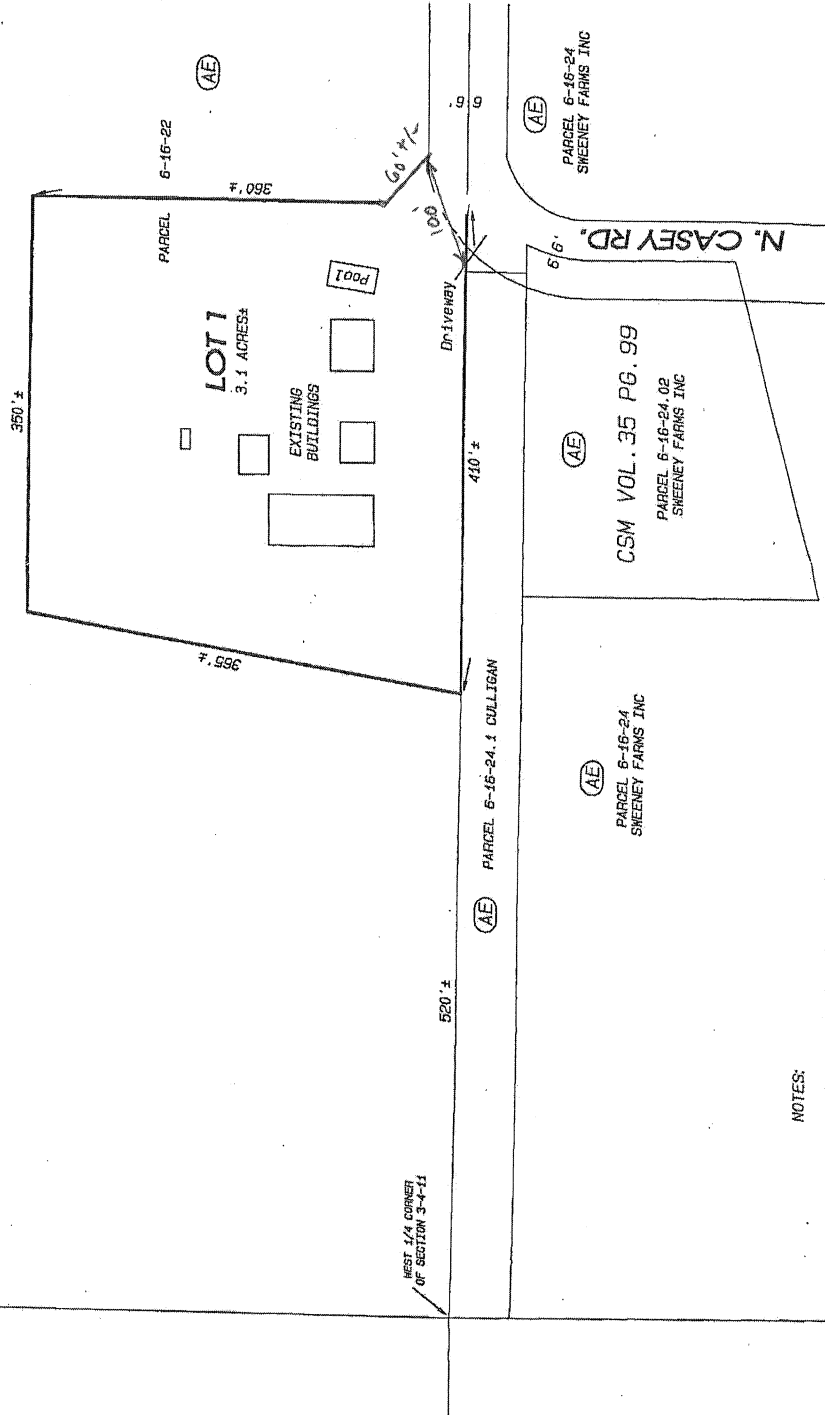 350'±
PARCEL 6-16-22
AE
360'±
LOT 1
3.1 ACRES±
EXISTING
BUILDINGS
Pool
60'+/-
100'
66'
Driveway
365'±
410'±
AE
PARCEL 6-16-24
SWEENEY FARMS INC
N. CASEY RD.
66'
AE
CSM VOL.35 PG.99
PARCEL 6-16-24.02
SWEENEY FARMS INC
AE
PARCEL 6-16-24.1 CULLIGAN
520'±
WEST 1/4 CORNER
OF SECTION 3-4-11
AE
PARCEL 6-16-24
SWEENEY FARMS INC
NOTES: